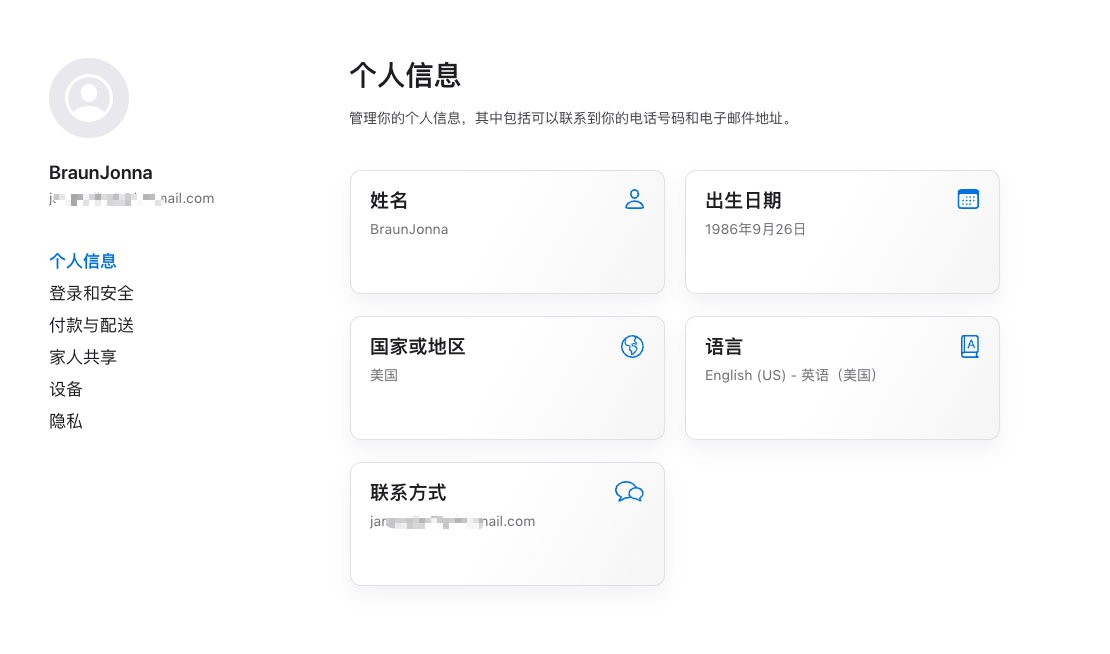 BraunJonna
mail.com
个人信息
登录和安全
付款与配送
家人共享
设备
隐私
个人信息
管理你的个人信息，其中包括可以联系到你的电话号码和电子邮件地址。
姓名
BraunJonna
出生日期
1986年9月26日
国家或地区
美国
语言
English (US) - 英语（美国）
联系方式
mail.com